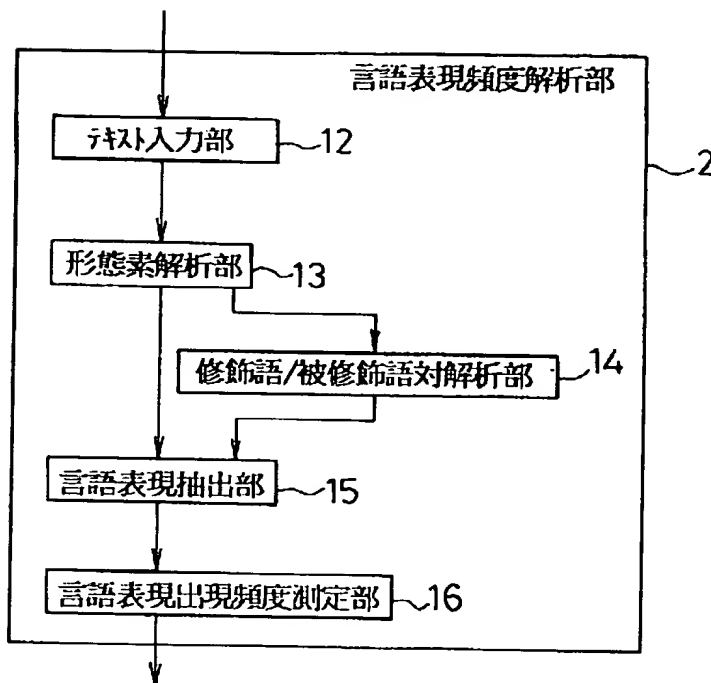 言語表現頻度解析部
2
テキスト入力部
12
形態素解析部
13
修飾語/被修飾語対解析部
14
言語表現抽出部
15
言語表現出現頻度測定部
16